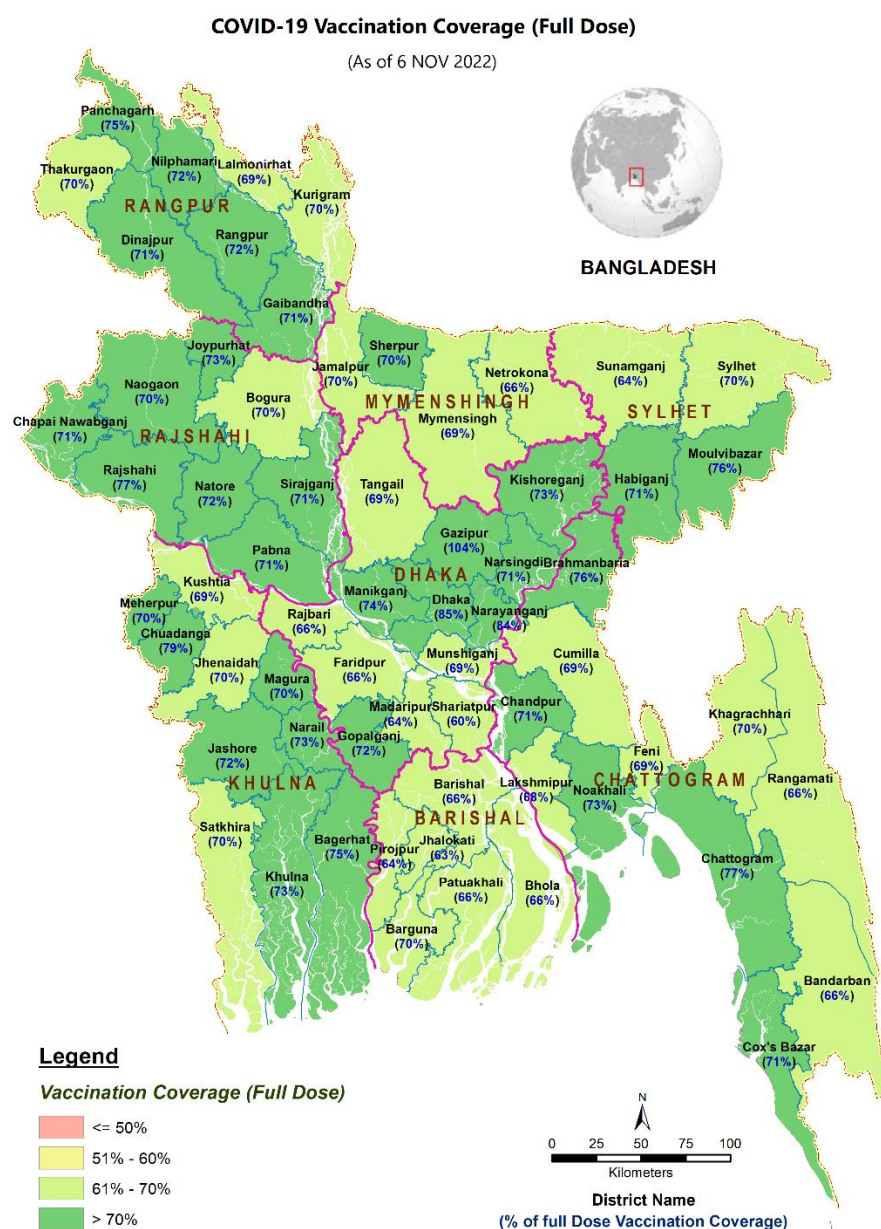 COVID-19 Vaccination Coverage (Full Dose)
(As of 6 NOV 2022)
BANGLADESH
Panchagarh
(75%)
Thakurgaon
(70%)
Nilphamari
(72%)
Lalmonirhat
(69%)
Kurigram
(70%)
RANGPUR
Dinajpur
(71%)
Rangpur
(72%)
Gaibandha
(71%)
Joypurhat
(73%)
Naogaon
(70%)
Bogura
(70%)
Chapai Nawabganj
(71%)
RAJSHAHI
Rajshahi
(77%)
Natore
(72%)
Sirajganj
(71%)
Pabna
(71%)
Jamalpur
(70%)
Sherpur
(70%)
Netrokona
(66%)
MYMENSINGH
Mymensingh
(69%)
Sunamganj
(64%)
Sylhet
(70%)
SYLHET
Moulvibazar
(76%)
Habiganj
(71%)
Tangail
(69%)
Kishoreganj
(73%)
Gazipur
(104%)
Narsingdi
(71%)
Brahmanbaria
(76%)
DHAKA
Manikganj
(74%)
Dhaka
(85%)
Narayanganj
(84%)
Munshiganj
(69%)
Rajbari
(66%)
Faridpur
(66%)
Madaripur
(64%)
Shariatpur
(60%)
Gopalganj
(72%)
Kushtia
(69%)
Meherpur
(70%)
Chuadanga
(79%)
Jhenaidah
(70%)
Magura
(70%)
Narail
(73%)
Jashore
(72%)
KHULNA
Satkhira
(70%)
Khulna
(73%)
Bagerhat
(75%)
Barishal
(66%)
BARISHAL
Pirojpur
(64%)
Jhalokati
(63%)
Patuakhali
(66%)
Bhola
(66%)
Barguna
(70%)
Cumilla
(69%)
Chandpur
(71%)
Lakshmipur
(68%)
Noakhali
(73%)
Feni
(69%)
CHATTOGRAM
Khagrachhari
(70%)
Rangamati
(66%)
Chattogram
(77%)
Bandarban
(66%)
Cox's Bazar
(71%)
Legend
Vaccination Coverage (Full Dose)
<= 50%
51% - 60%
61% - 70%
> 70%
N
0 25 50 75 100
Kilometers
District Name
(% of full Dose Vaccination Coverage)